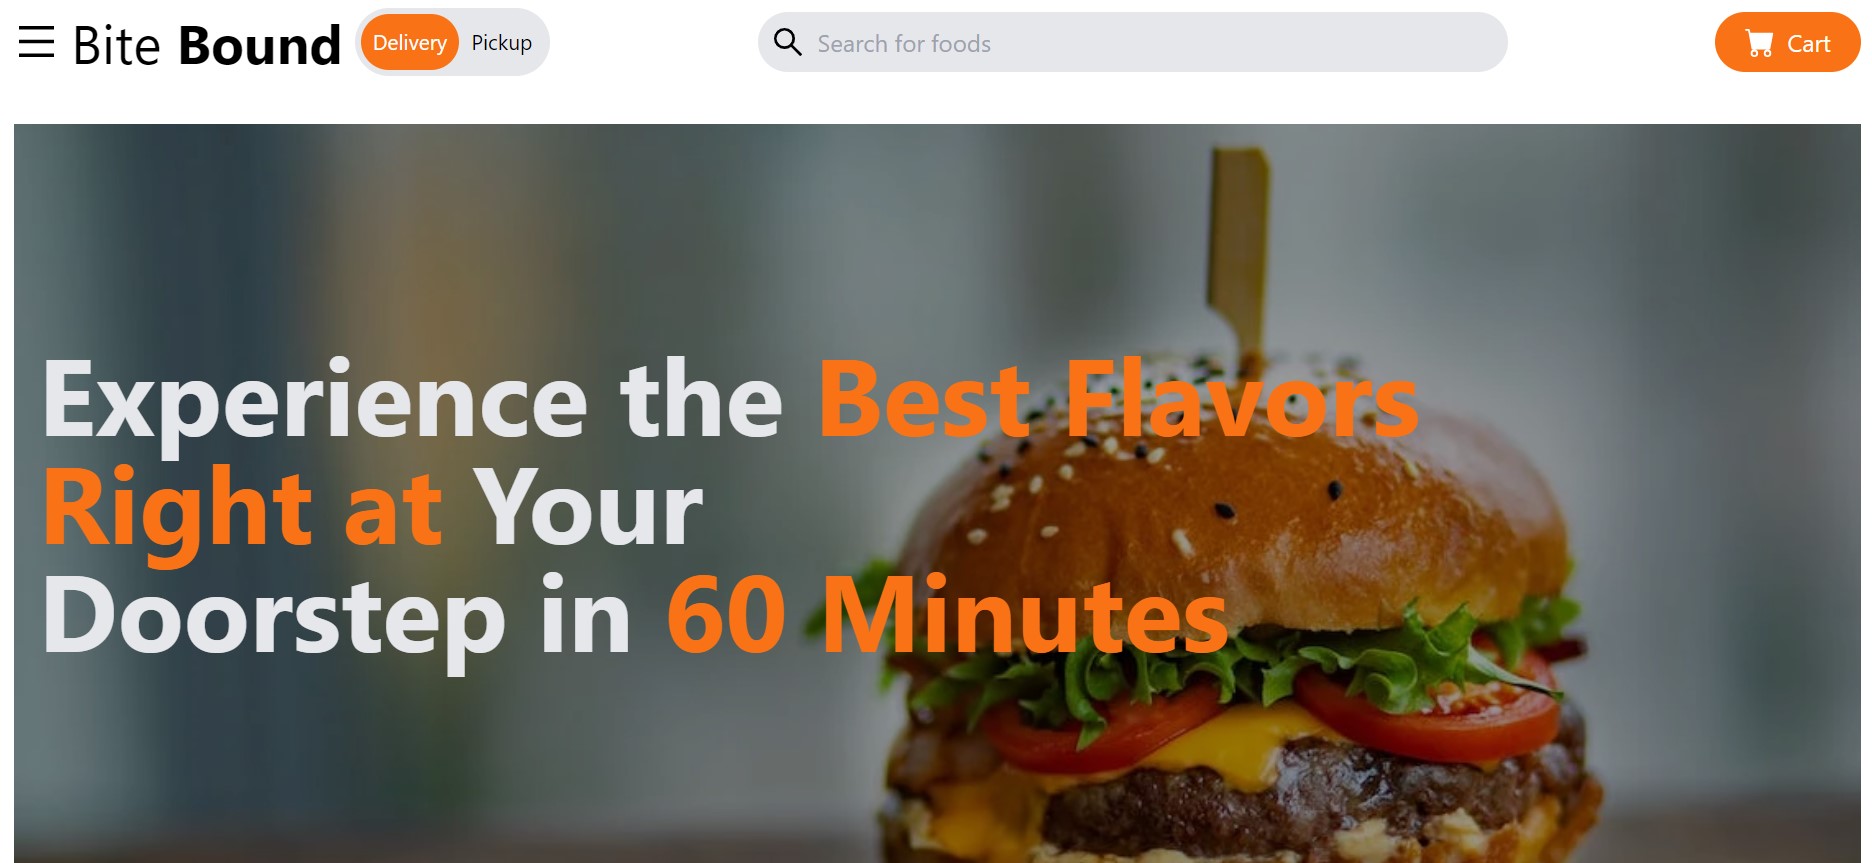 Bite Bound Delivery Pickup Search for foods Cart
Experience the Best Flavors
Right at Your
Doorstep in 60 Minutes